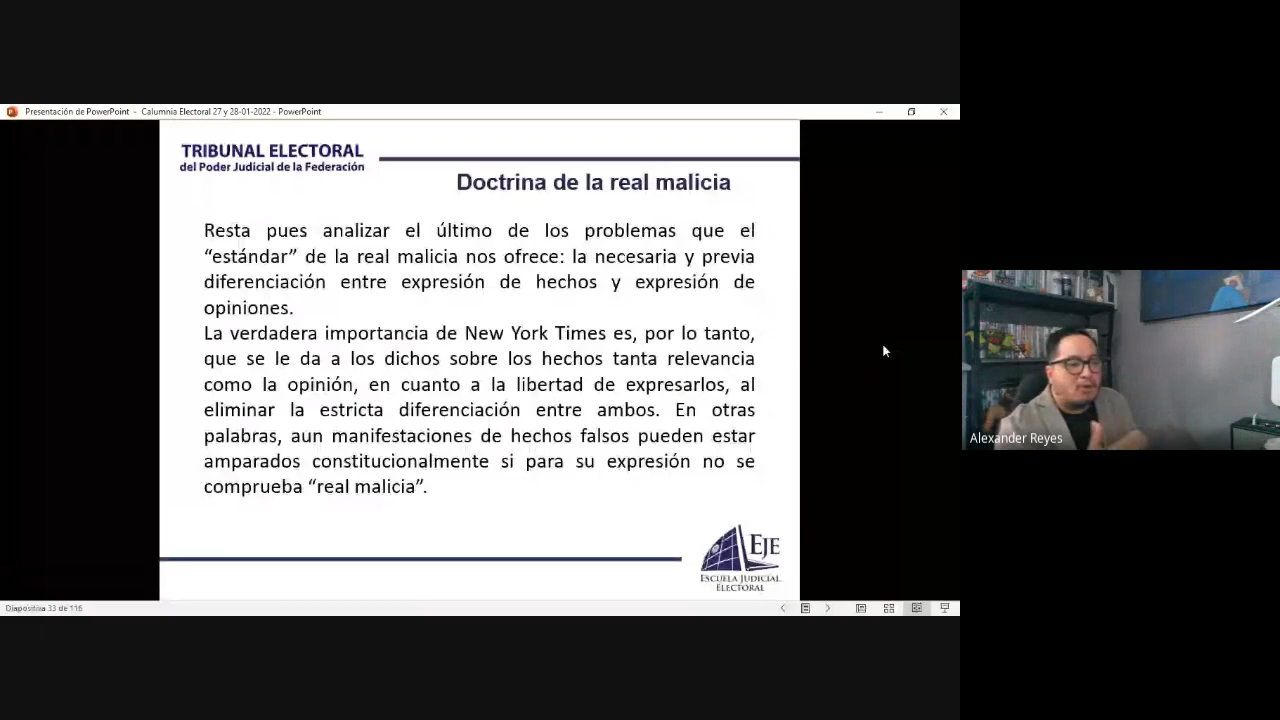 Presentación de PowerPoint - Calumnia Electoral 27 y 28-01-2022 - PowerPoint
TRIBUNAL ELECTORAL
del Poder Judicial de la Federación
Doctrina de la real malicia
Resta pues analizar el último de los problemas que el
“estándar” de la real malicia nos ofrece: la necesaria y previa
diferenciación entre expresión de hechos y expresión de
opiniones.
La verdadera importancia de New York Times es, por lo tanto,
que se le da a los dichos sobre los hechos tanta relevancia
como la opinión, en cuanto a la libertad de expresarlos, al
eliminar la estricta diferenciación entre ambos. En otras
palabras, aun manifestaciones de hechos falsos pueden estar
amparados constitucionalmente si para su expresión no se
comprueba “real malicia”.
EJE
ESCUELA JUDICIAL
ELECTORAL
Diapositiva 33 de 116
Alexander Reyes